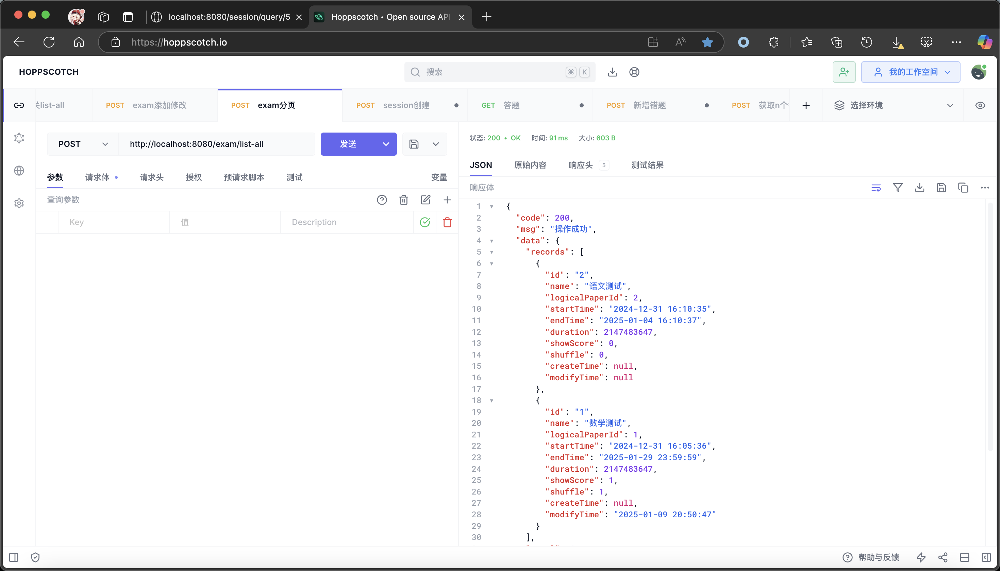 localhost:8080/session/query/5
Hoppscotch • Open source API
https://hoppscotch.io
HOPPSCOTCH
搜索
⌘ K
我的工作空间
list-all
POST exam添加修改
POST exam分页
POST session创建
GET 答题
POST 新增错题
POST 获取n个
选择环境
POST
http://localhost:8080/exam/list-all
发送
参数 请求体 请求头 授权 预请求脚本 测试 变量
查询参数
Key 值 Description
状态: 200 • OK 时间: 91 ms 大小: 603 B
JSON 原始内容 响应头 5 测试结果
响应体
1 {
2 "code": 200,
3 "msg": "操作成功",
4 "data": {
5 "records": [
6 {
7 "id": "2",
8 "name": "语文测试",
9 "logicalPaperId": 2,
10 "startTime": "2024-12-31 16:10:35",
11 "endTime": "2025-01-04 16:10:37",
12 "duration": 2147483647,
13 "showScore": 0,
14 "shuffle": 0,
15 "createTime": null,
16 "modifyTime": null
17 },
18 {
19 "id": "1",
20 "name": "数学测试",
21 "logicalPaperId": 1,
22 "startTime": "2024-12-31 16:05:36",
23 "endTime": "2025-01-29 23:59:59",
24 "duration": 2147483647,
25 "showScore": 1,
26 "shuffle": 1,
27 "createTime": null,
28 "modifyTime": "2025-01-09 20:50:47"
29 }
30 ],
帮助与反馈